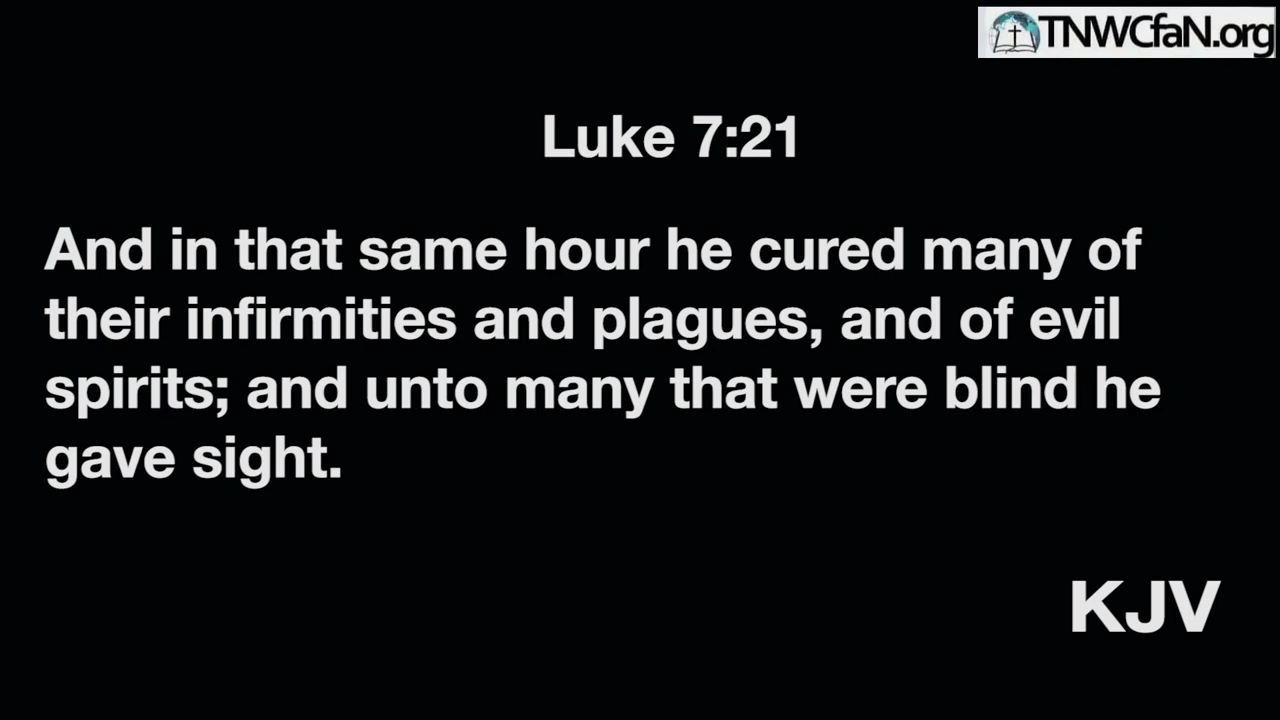 TNWCfaN.org
Luke 7:21
And in that same hour he cured many of
their infirmities and plagues, and of evil
spirits; and unto many that were blind he
gave sight.
KJV